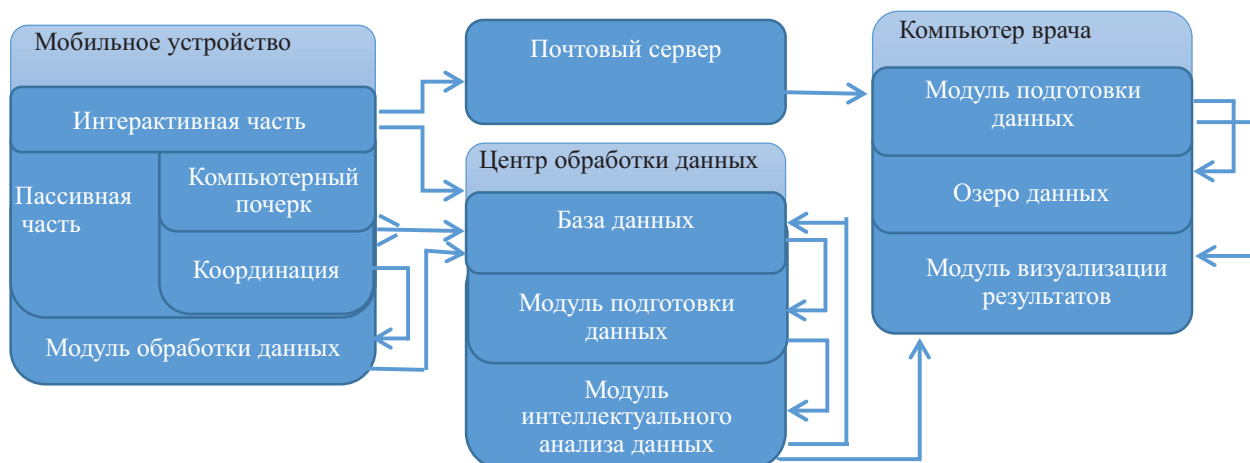 Мобильное устройство
Интерактивная часть
Пассивная
часть
Компьютерный
почерк
Координация
Модуль обработки данных
Почтовый сервер
Центр обработки данных
База данных
Модуль подготовки
данных
Модуль
интеллектуального
анализа данных
Компьютер врача
Модуль подготовки
данных
Озеро данных
Модуль визуализации
результатов